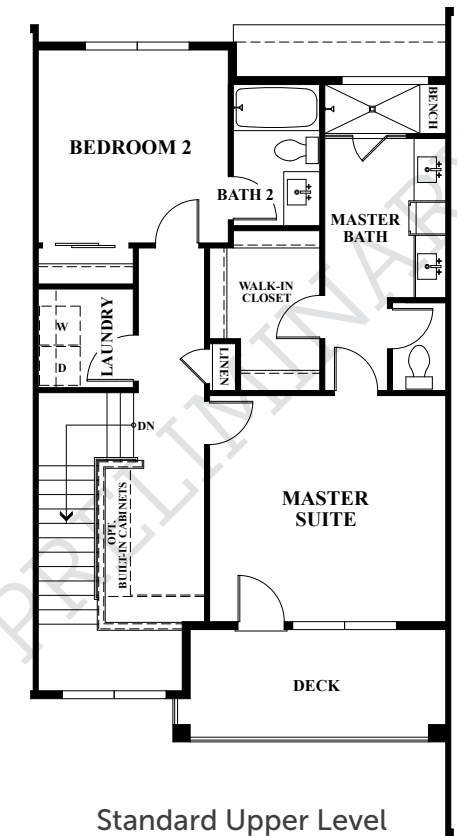 BEDROOM 2
BENCH
BATH 2
MASTER
BATH
WALK-IN
CLOSET
W
D
LAUNDRY
LINEN
DN
OPT.
BUILT-IN CABINETS
MASTER
SUITE
DECK
PRELIMINARY
Standard Upper Level